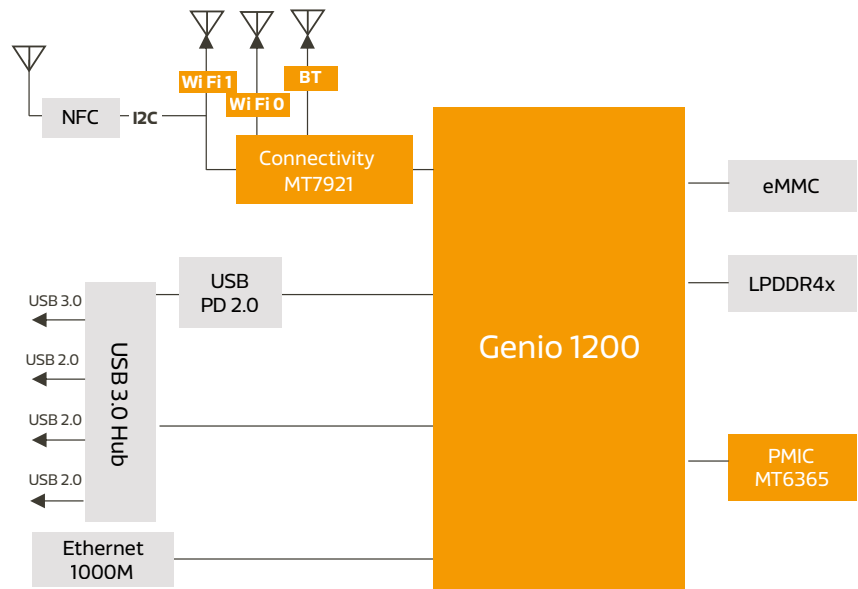 Wi Fi 1
Wi Fi 0
BT
NFC
I2C
Connectivity
MT7921
eMMC
USB
PD 2.0
LPDDR4x
USB 3.0
USB 2.0
USB 2.0
USB 2.0
USB 3.0 Hub
Genio 1200
PMIC
MT6365
Ethernet
1000M